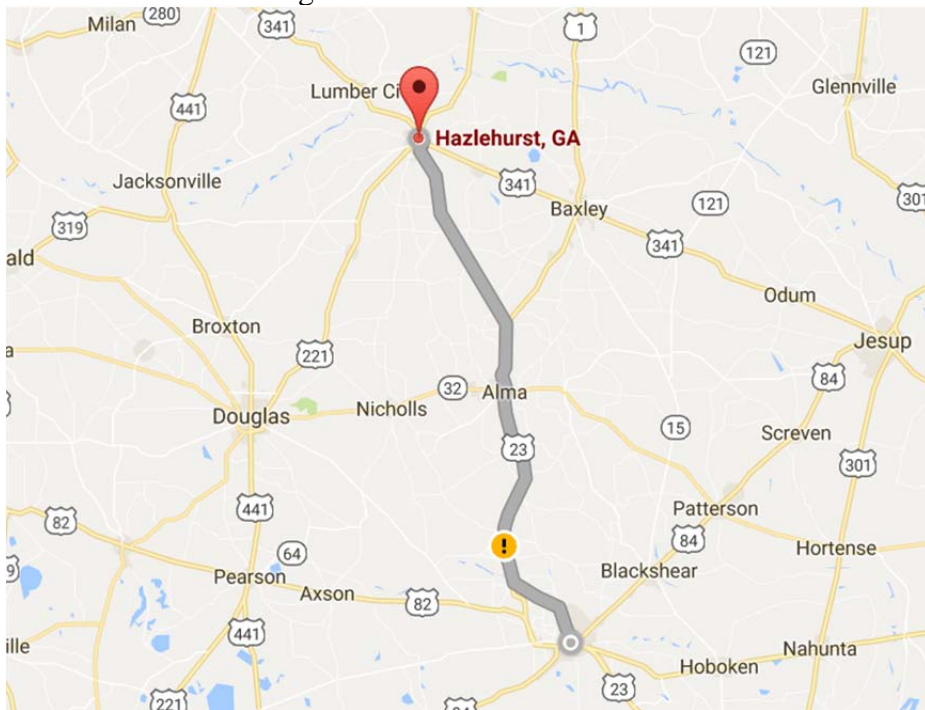 Milan
280
341
1
121
Glennville
Lumber Ci
441
Hazlehurst, GA
Jacksonville
341
Baxley
121
301
319
341
ald
Odum
Broxton
Jesup
221
84
a
32
Alma
Nicholls
Douglas
15
Screven
23
301
441
Patterson
82
84
!
Hortense
64
Blackshear
Pearson
Axson
82
441
ille
Nahunta
Hoboken
23
221